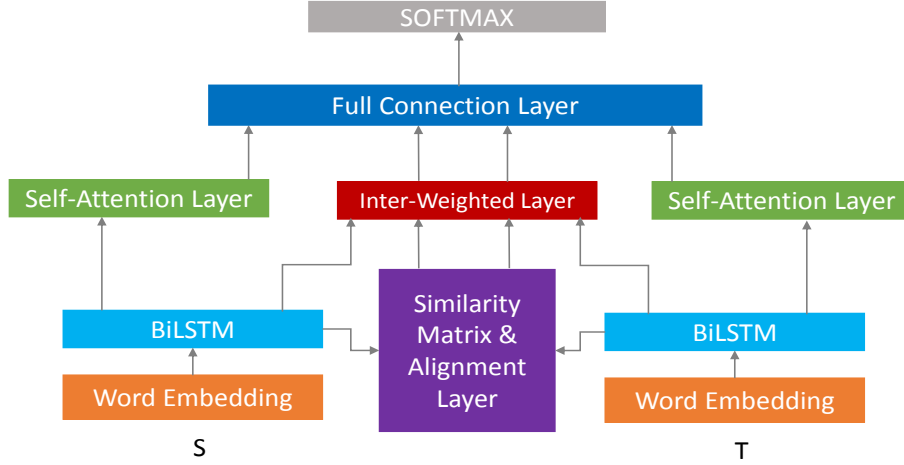 SOFTMAX
Full Connection Layer
Self-Attention Layer
Inter-Weighted Layer
Self-Attention Layer
BiLSTM
Similarity
Matrix &
Alignment
Layer
BiLSTM
Word Embedding
Word Embedding
S
T